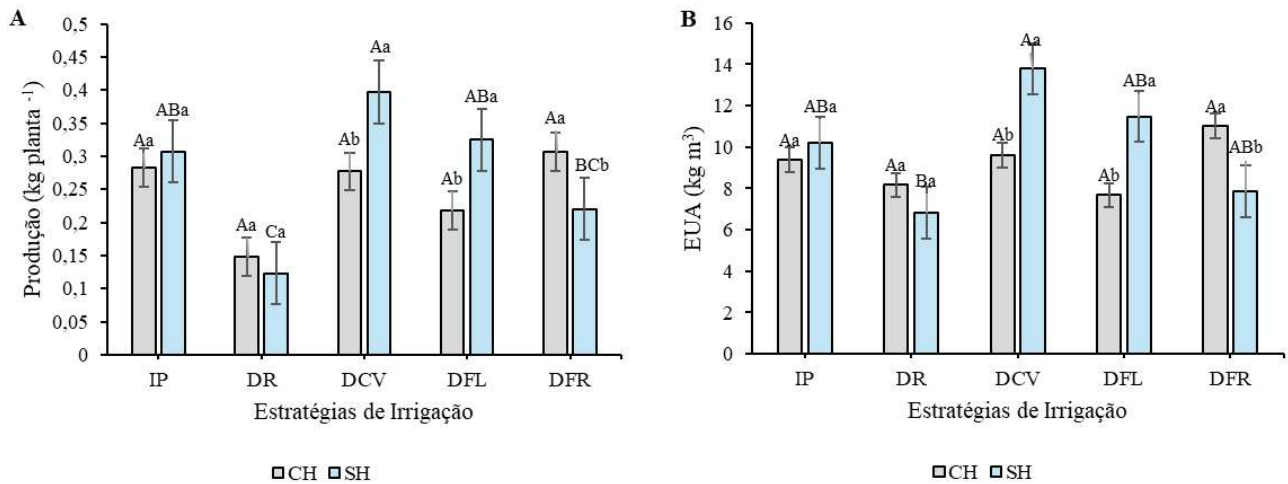 A
Produção (kg planta -1)
0,5
0,45
0,4
0,35
0,3
0,25
0,2
0,15
0,1
0,05
0
Aa
ABa
Aa
Ca
Ab
Aa
Ab
ABa
Aa
BCb
IP DR DCV DFL DFR
Estratégias de Irrigação
CH SH
B
EUA (kg m³)
16
14
12
10
8
6
4
2
0
Aa
ABa
Aa
Ba
Ab
Aa
Ab
ABa
Aa
ABb
IP DR DCV DFL DFR
Estratégias de Irrigação
CH SH